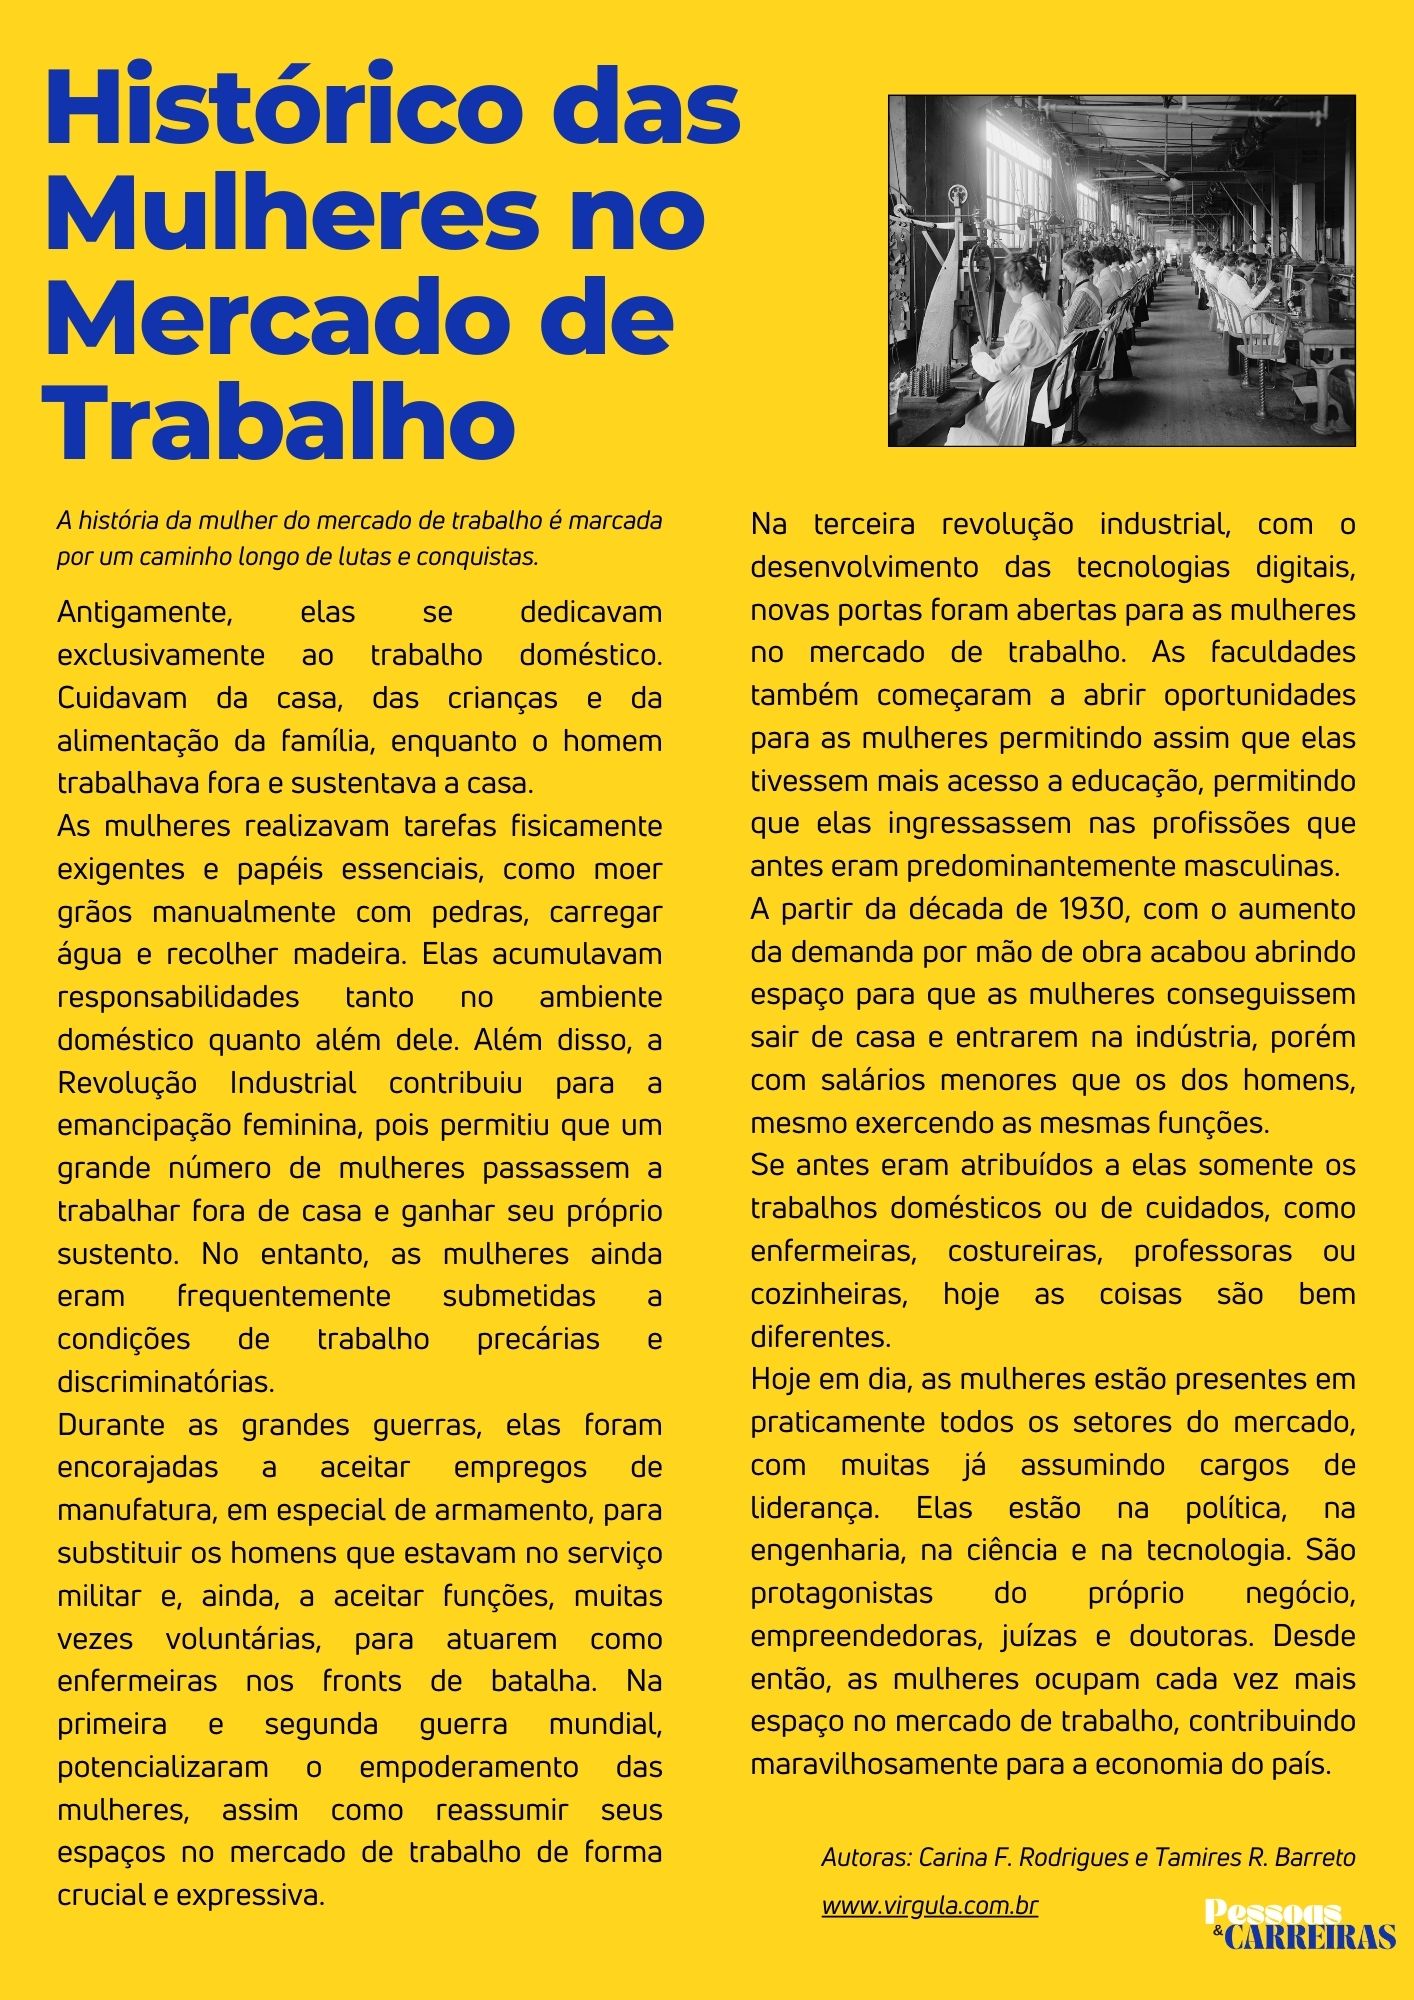 Histórico das
Mulheres no
Mercado de
Trabalho
A história da mulher do mercado de trabalho é marcada
por um caminho longo de lutas e conquistas.
Antigamente, elas se dedicavam
exclusivamente ao trabalho doméstico.
Cuidavam da casa, das crianças e da
alimentação da família, enquanto o homem
trabalhava fora e sustentava a casa.
As mulheres realizavam tarefas fisicamente
exigentes e papéis essenciais, como moer
grãos manualmente com pedras, carregar
água e recolher madeira. Elas acumulavam
responsabilidades tanto no ambiente
doméstico quanto além dele. Além disso, a
Revolução Industrial contribuiu para a
emancipação feminina, pois permitiu que um
grande número de mulheres passassem a
trabalhar fora de casa e ganhar seu próprio
sustento. No entanto, as mulheres ainda
eram frequentemente submetidas a
condições de trabalho precárias e
discriminatórias.
Durante as grandes guerras, elas foram
encorajadas a aceitar empregos de
manufatura, em especial de armamento, para
substituir os homens que estavam no serviço
militar e, ainda, a aceitar funções, muitas
vezes voluntárias, para atuarem como
enfermeiras nos fronts de batalha. Na
primeira e segunda guerra mundial,
potencializaram o empoderamento das
mulheres, assim como reassumir seus
espaços no mercado de trabalho de forma
crucial e expressiva.
Na terceira revolução industrial, com o
desenvolvimento das tecnologias digitais,
novas portas foram abertas para as mulheres
no mercado de trabalho. As faculdades
também começaram a abrir oportunidades
para as mulheres permitindo assim que elas
tivessem mais acesso a educação, permitindo
que elas ingressassem nas profissões que
antes eram predominantemente masculinas.
A partir da década de 1930, com o aumento
da demanda por mão de obra acabou abrindo
espaço para que as mulheres conseguissem
sair de casa e entrarem na indústria, porém
com salários menores que os dos homens,
mesmo exercendo as mesmas funções.
Se antes eram atribuídos a elas somente os
trabalhos domésticos ou de cuidados, como
enfermeiras, costureiras, professoras ou
cozinheiras, hoje as coisas são bem
diferentes.
Hoje em dia, as mulheres estão presentes em
praticamente todos os setores do mercado,
com muitas já assumindo cargos de
liderança. Elas estão na política, na
engenharia, na ciência e na tecnologia. São
protagonistas do próprio negócio,
empreendedoras, juízas e doutoras. Desde
então, as mulheres ocupam cada vez mais
espaço no mercado de trabalho, contribuindo
maravilhosamente para a economia do país.
Autoras: Carina F. Rodrigues e Tamires R. Barreto
www.virgula.com.br
Pessoas
&CARREIRAS